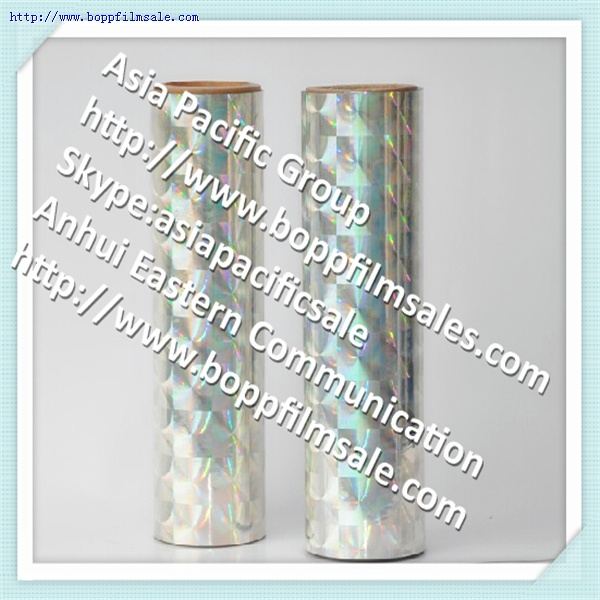 http://www.boppfilmsale.com
Asia Pacific Group
http://www.boppfilmsales.com
Skype:asiapacificsale
Anhui Eastern Communication
http://www.boppfilmsale.com